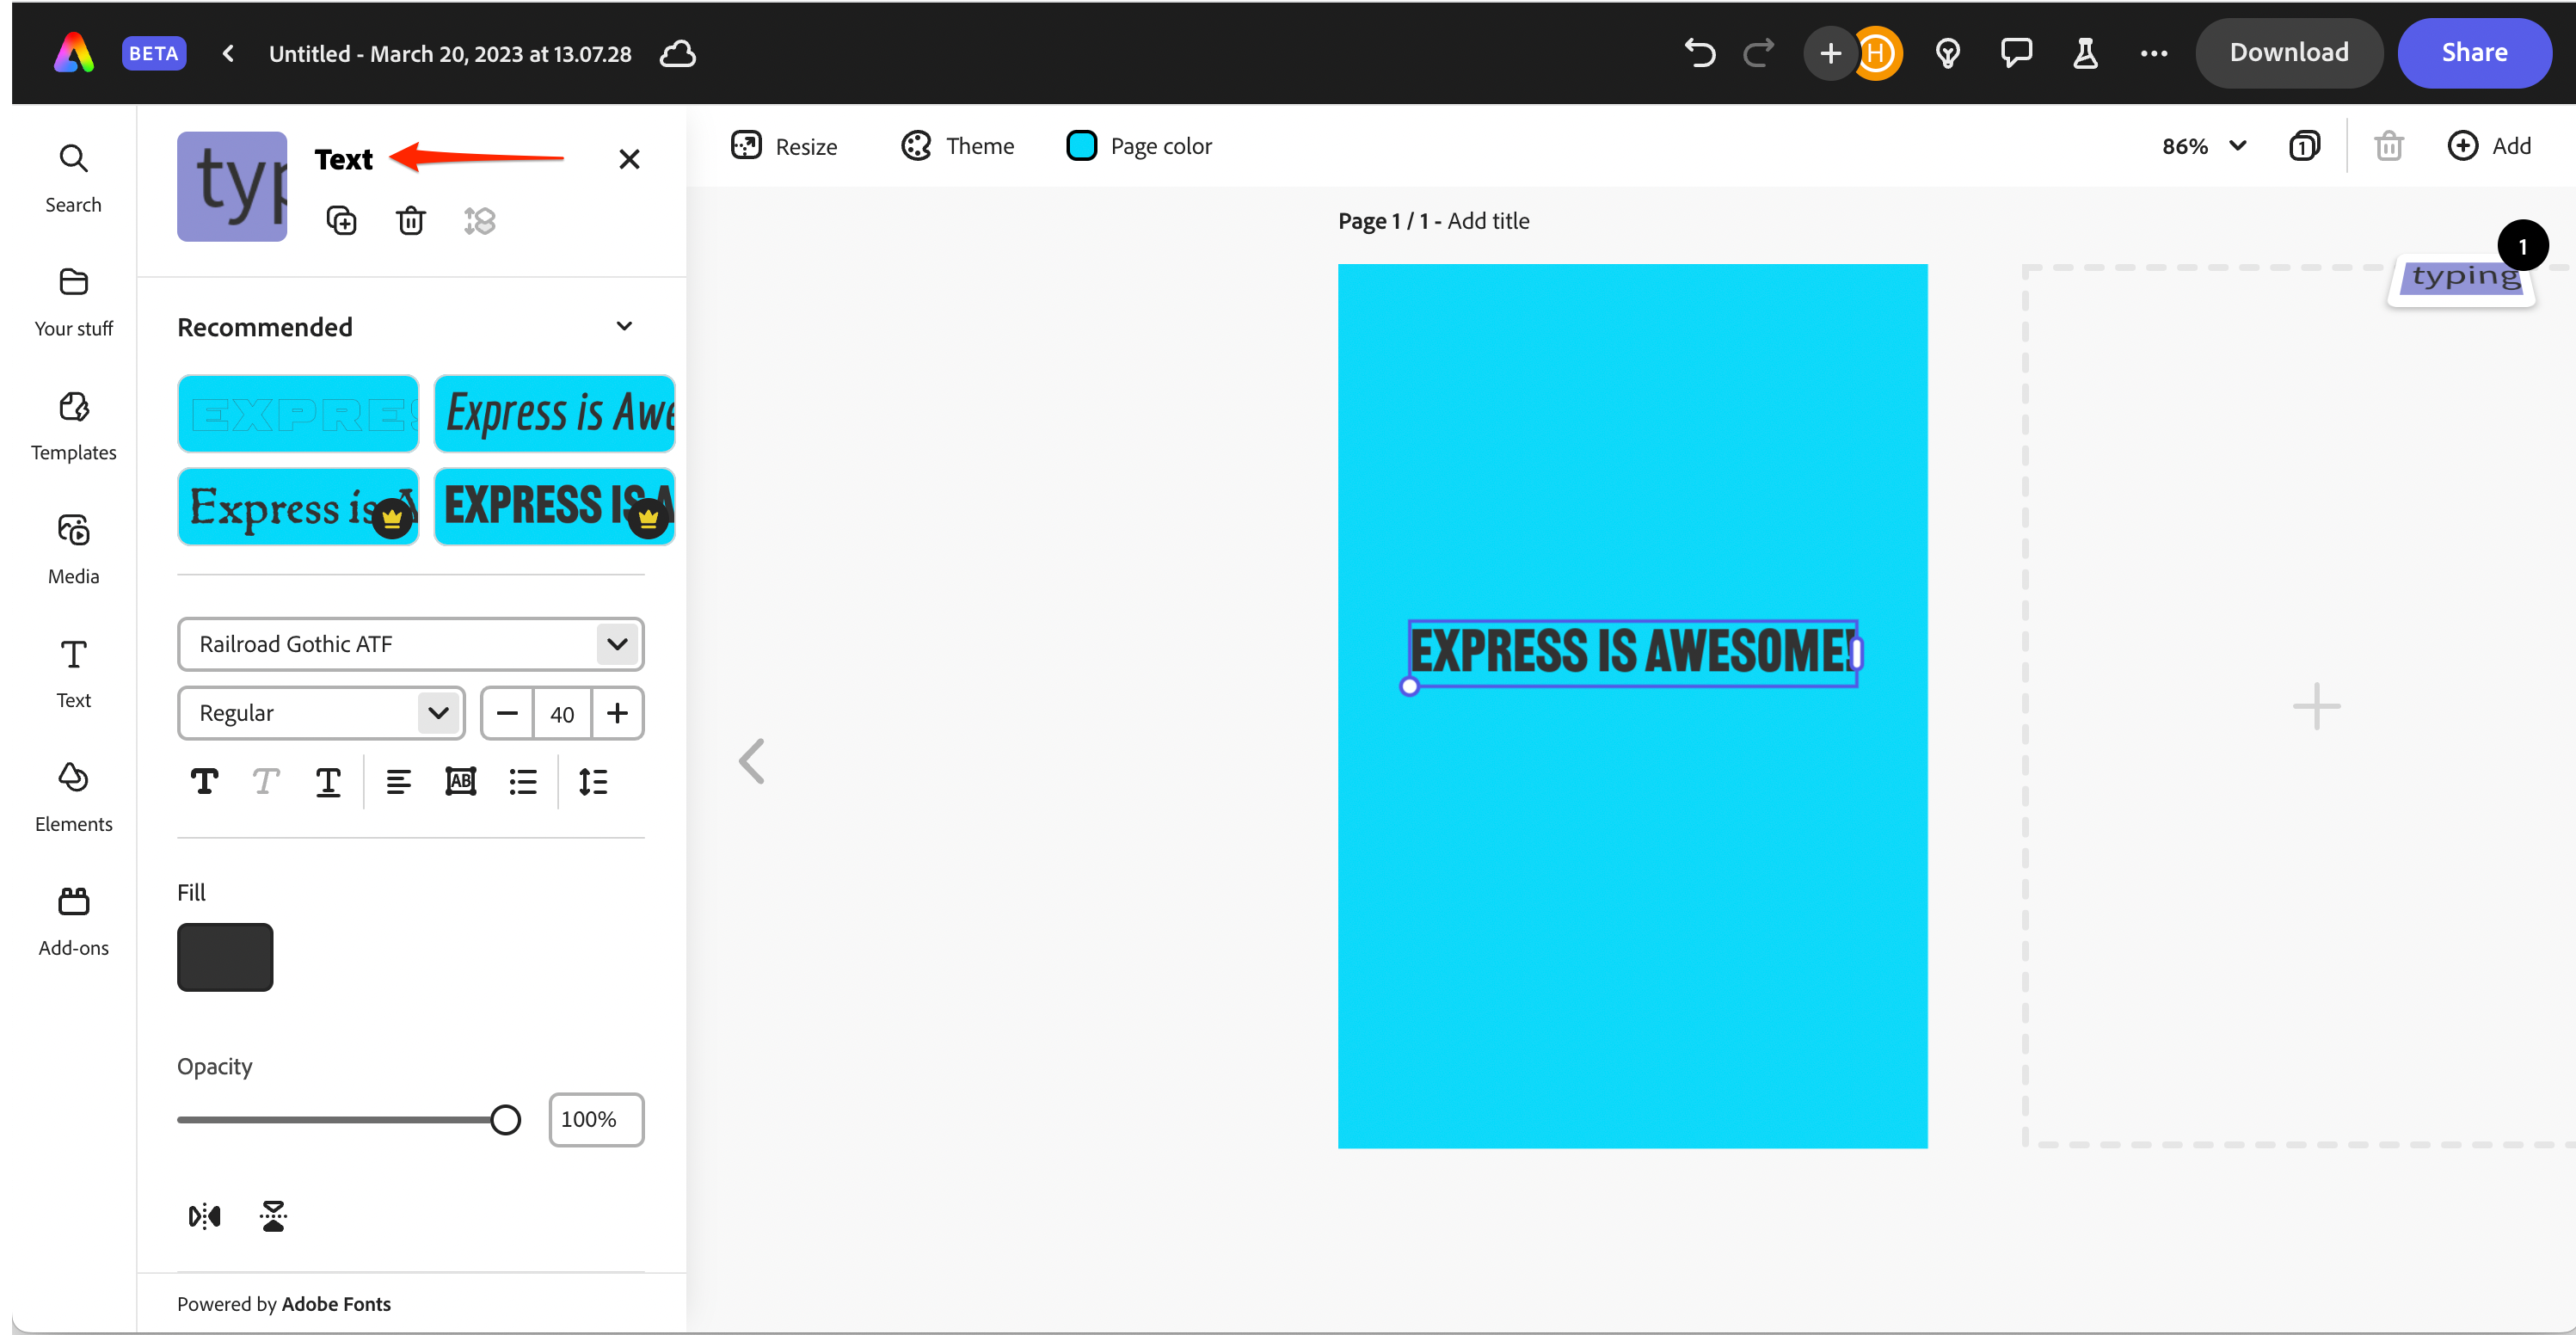 BETA
Untitled - March 20, 2023 at 13.07.28
H
Download
Share
Search
Your stuff
Templates
Media
Text
Elements
Add-ons
typ
Text
Recommended
EXPRES
Express is Awe
Express is A
EXPRESS IS A
Railroad Gothic ATF
Regular
40
AB
Fill
Opacity
100%
Powered by Adobe Fonts
Resize
Theme
Page color
86%
1
Add
Page 1 / 1 - Add title
EXPRESS IS AWESOME!
typing
1